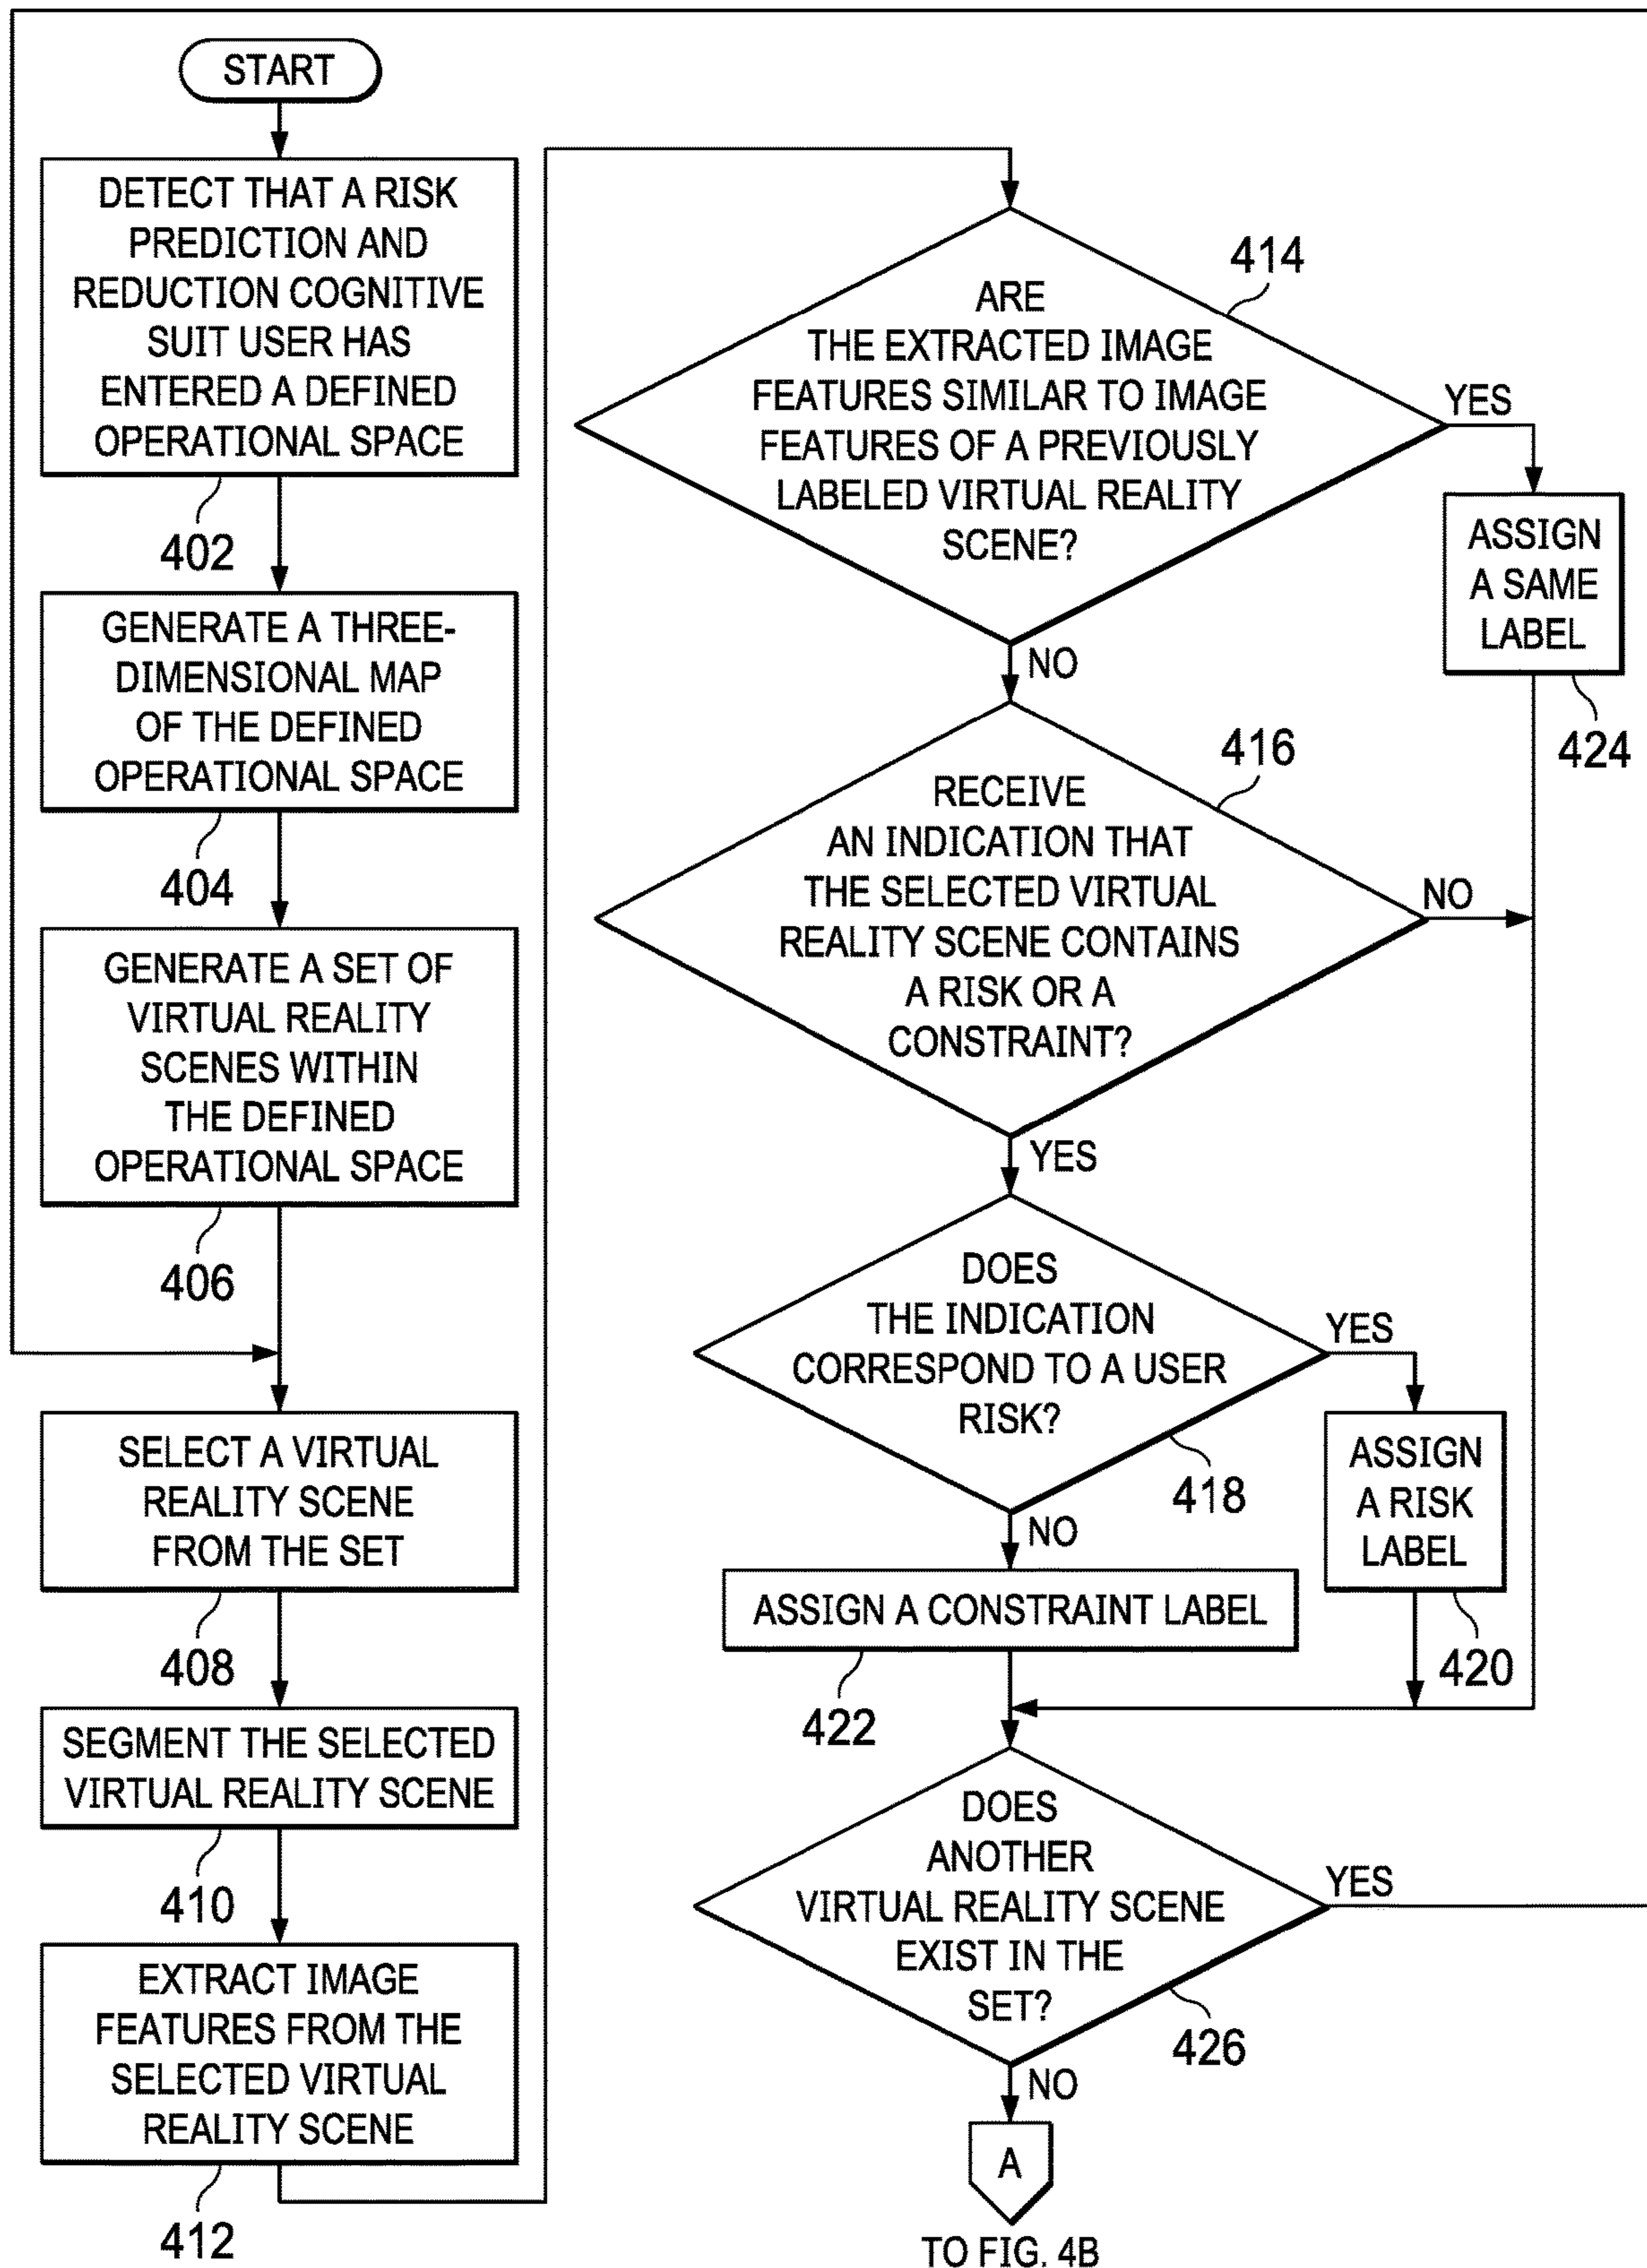 START
DETECT THAT A RISK
PREDICTION AND
REDUCTION COGNITIVE
SUIT USER HAS
ENTERED A DEFINED
OPERATIONAL SPACE
402
GENERATE A THREE-
DIMENSIONAL MAP
OF THE DEFINED
OPERATIONAL SPACE
404
GENERATE A SET OF
VIRTUAL REALITY
SCENES WITHIN
THE DEFINED
OPERATIONAL SPACE
406
SELECT A VIRTUAL
REALITY SCENE
FROM THE SET
408
SEGMENT THE SELECTED
VIRTUAL REALITY SCENE
410
EXTRACT IMAGE
FEATURES FROM THE
SELECTED VIRTUAL
REALITY SCENE
412
ARE
THE EXTRACTED IMAGE
FEATURES SIMILAR TO IMAGE
FEATURES OF A PREVIOUSLY
LABELED VIRTUAL REALITY
SCENE?
414
YES
ASSIGN
A SAME
LABEL
424
NO
RECEIVE
AN INDICATION THAT
THE SELECTED VIRTUAL
REALITY SCENE CONTAINS
A RISK OR A
CONSTRAINT?
416
NO
YES
DOES
THE INDICATION
CORRESPOND TO A USER
RISK?
418
YES
ASSIGN
A RISK
LABEL
420
NO
ASSIGN A CONSTRAINT LABEL
422
DOES
ANOTHER
VIRTUAL REALITY SCENE
EXIST IN THE
SET?
426
YES
NO
A
TO FIG. 4B